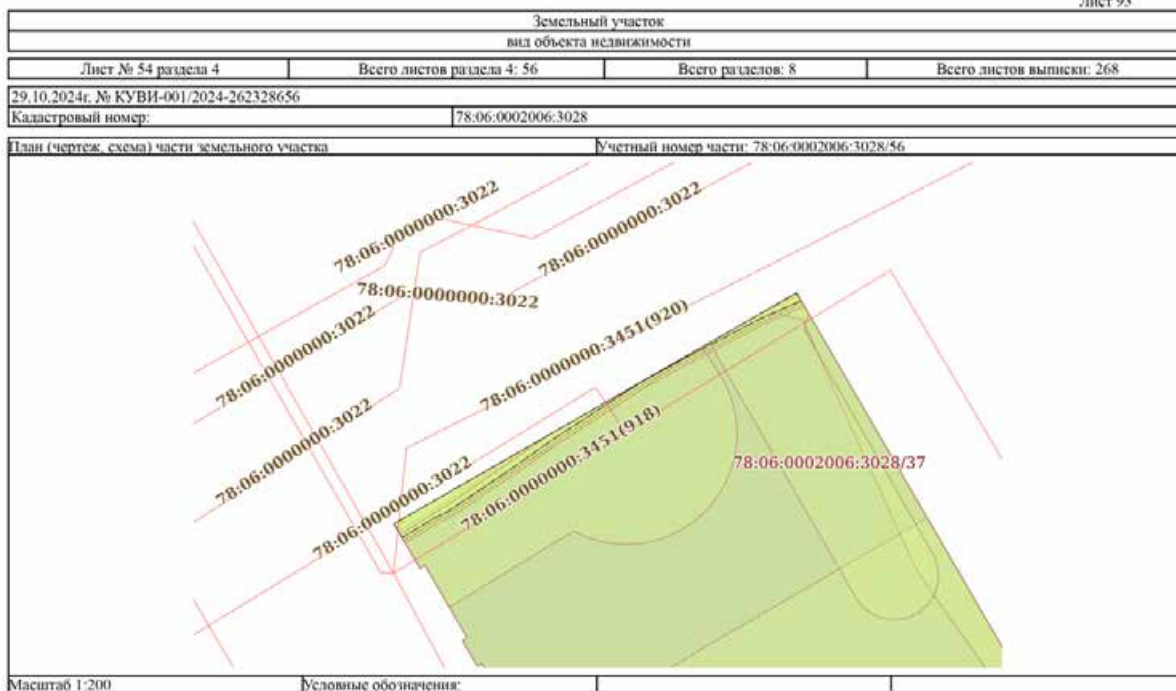 Лист 93
Земельный участок
вид объекта недвижимости
Лист № 54 раздела 4 Всего листов раздела 4: 56 Всего разделов: 8 Всего листов выписки: 268
29.10.2024г. № КУВИ-001/2024-262328656
Кадастровый номер: 78:06:0002006:3028
План (чертеж, схема) части земельного участка Учетный номер части: 78:06:0002006:3028/56
78:06:0000000:3022
78:06:0000000:3022
78:06:0000000:3022
78:06:0000000:3022
78:06:0000000:3451(920)
78:06:0000000:3022
78:06:0000000:3451(918)
78:06:0002006:3028/37
78:06:0000000:3022
Масштаб 1:200 Условные обозначения: